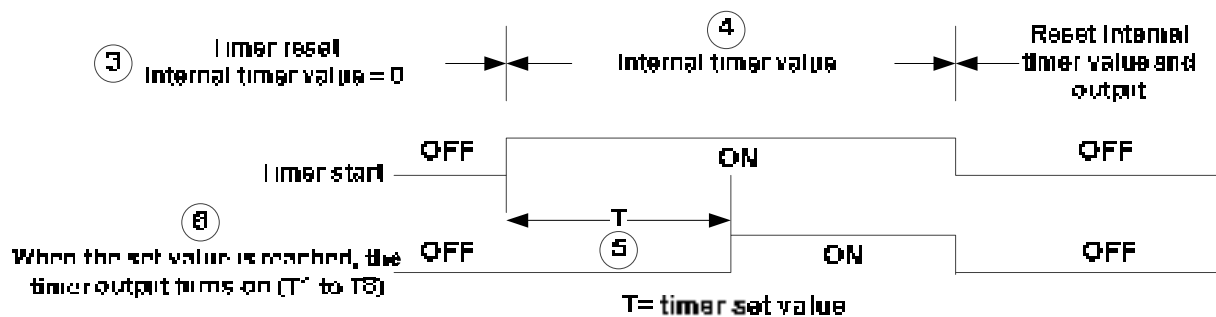 3
Timer reset
Internal timer value = 0
4
Internal timer value
Reset internal
timer value and
output
Timer start
OFF
ON
OFF
T
5
6
When the set value is reached, the
timer output turns on (T1 to T8)
OFF
ON
OFF
T= timer set value